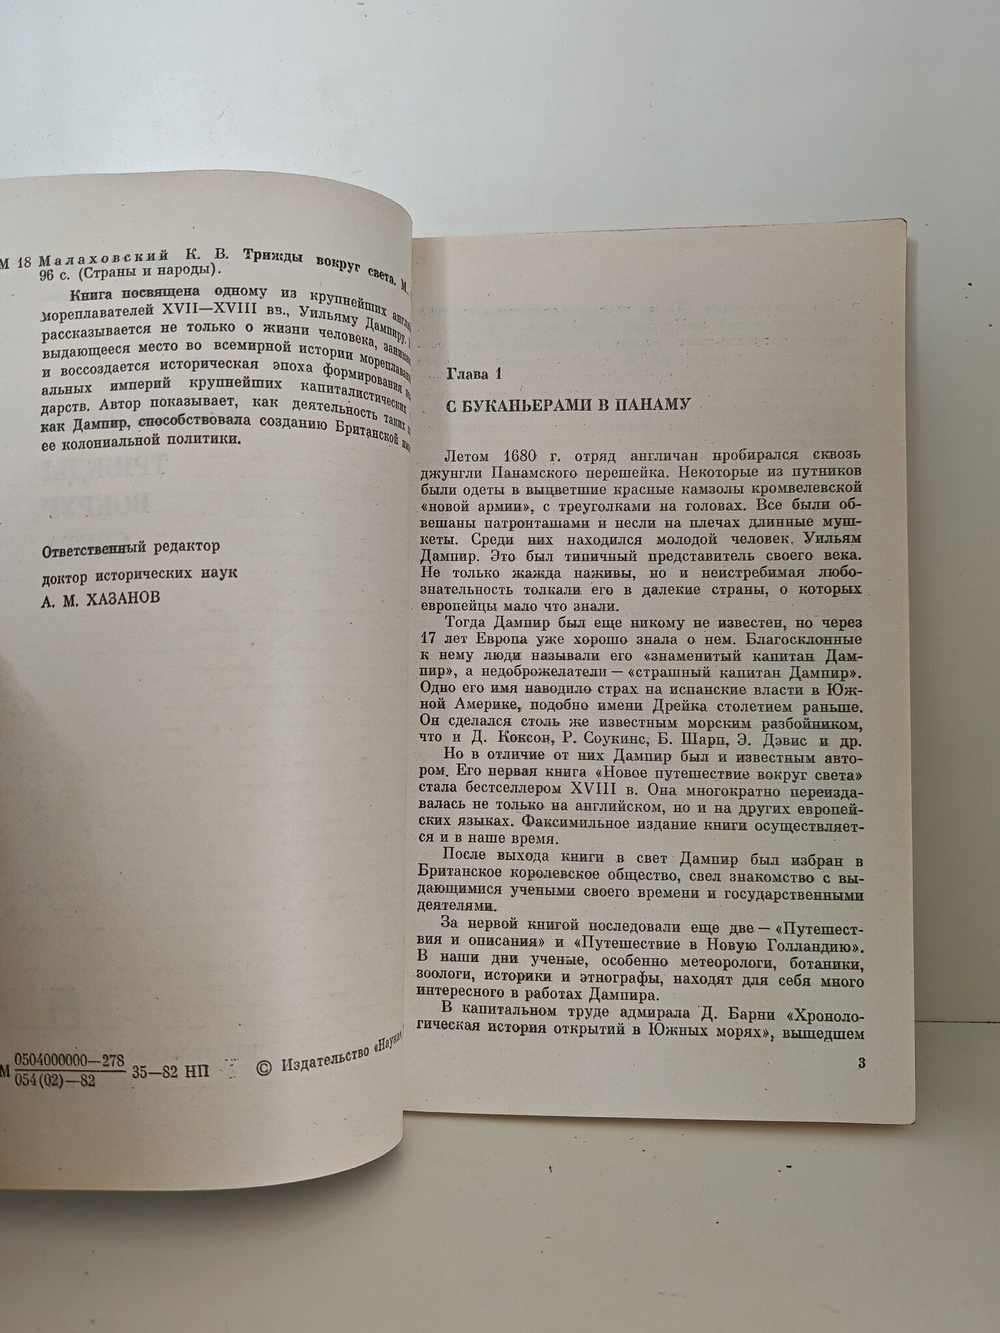 М 18 Малаховский К. В. Трижды вокруг света. М.
96 с. (Страны и народы).
Книга посвящена одному из крупнейших
мореплавателей XVII—XVIII вв., Уильяму Дампиру.
рассказывается не только о жизни человека,
выдающееся место во всемирной истории
и воссоздается историческая эпоха формирования
альных империй крупнейших капиталистических
дарств. Автор показывает, как деятельность таких
как Дампир, способствовала созданию Британской
ее колониальной политики.
Ответственный редактор
доктор исторических наук
А. М. ХАЗАНОВ
М 0504000000—278
054(02)—82
35—82 НП
© Издательство «Наука»
Глава 1
С БУКАНЬЕРАМИ В ПАНАМУ
Летом 1680 г. отряд англичан пробирался сквозь
джунгли Панамского перешейка. Некоторые из путников
были одеты в выцветшие красные камзолы кромвелевской
«новой армии», с треуголками на головах. Все были об-
вешаны патронташами и несли на плечах длинные муш-
кеты. Среди них находился молодой человек, Уильям
Дампир. Это был типичный представитель своего века.
Не только жажда наживы, но и неистребимая любо-
знательность толкали его в далекие страны, о которых
европейцы мало что знали.
Тогда Дампир был еще никому не известен, но через
17 лет Европа уже хорошо знала о нем. Благосклонные
к нему люди называли его «знаменитый капитан Дам-
пир», а недоброжелатели — «страшный капитан Дампир».
Одно его имя наводило страх на испанские власти в Юж-
ной Америке, подобно имени Дрейка столетием раньше.
Он сделался столь же известным морским разбойником,
что и Д. Коксон, Р. Соукинс, Б. Шарп, Э. Дэвис и др.
Но в отличие от них Дампир был и известным авто-
ром. Его первая книга «Новое путешествие вокруг света»
стала бестселлером XVIII в. Она многократно переизда-
валась не только на английском, но и на других европей-
ских языках. Факсимильное издание книги осуществляет-
ся и в наше время.
После выхода книги в свет Дампир был избран в
Британское королевское общество, свел знакомство с вы-
дающимися учеными своего времени и государственными
деятелями.
За первой книгой последовали еще две — «Путешест-
вия и описания» и «Путешествие в Новую Голландию».
В наши дни ученые, особенно метеорологи, ботаники,
зоологи, историки и этнографы, находят для себя много
интересного в работах Дампира.
В капитальном труде адмирала Д. Барни «Хроноло-
гическая история открытий в Южных морях», вышедшем
3